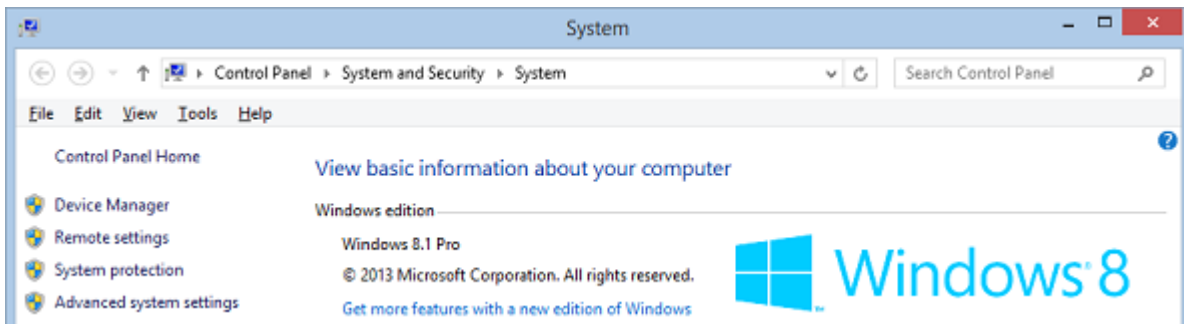 System
Control Panel ▸ System and Security ▸ System
Search Control Panel
File Edit View Tools Help
Control Panel Home
Device Manager
Remote settings
System protection
Advanced system settings
View basic information about your computer
Windows edition
Windows 8.1 Pro
© 2013 Microsoft Corporation. All rights reserved.
Get more features with a new edition of Windows
Windows® 8